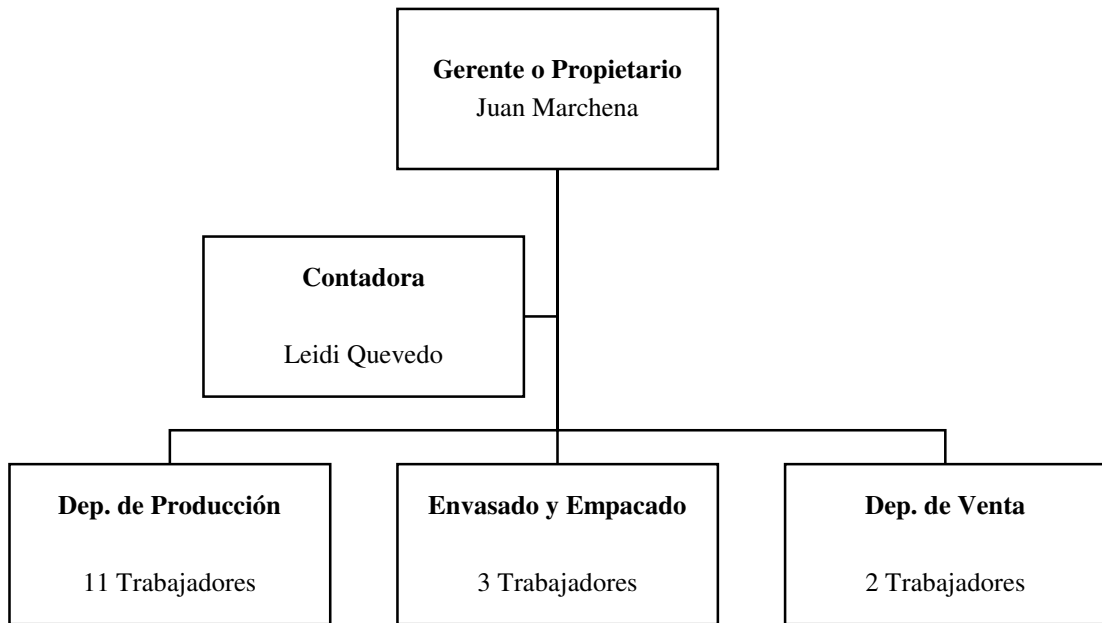 Gerente o Propietario
Juan Marchena
Contadora
Leidi Quevedo
Dep. de Producción
11 Trabajadores
Envasado y Empacado
3 Trabajadores
Dep. de Venta
2 Trabajadores